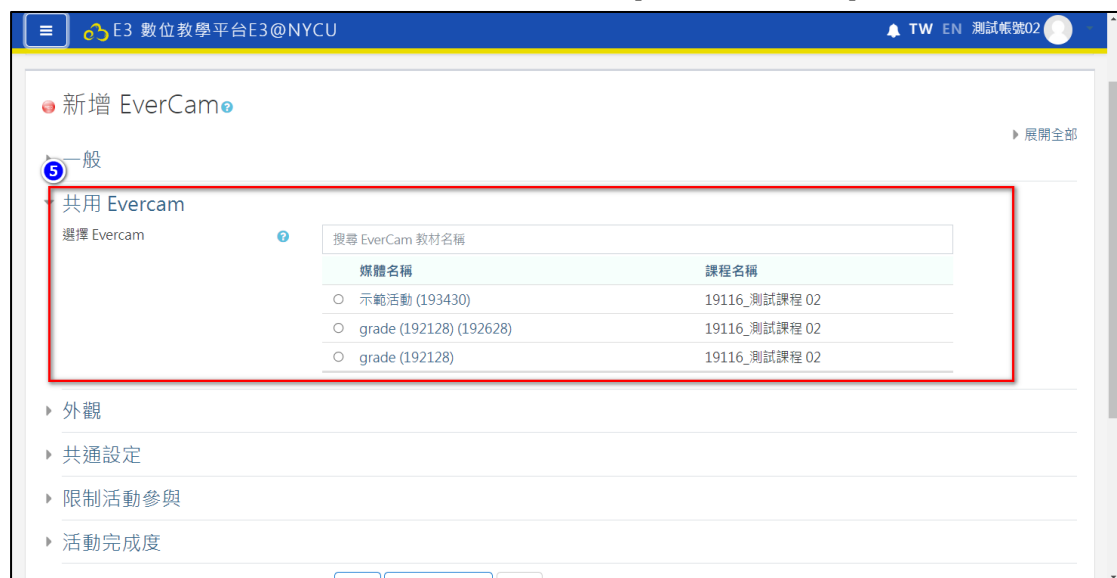 E3 數位教學平台E3@NYCU TW EN 測試帳號02
新增 EverCam
展開全部
一般
5
共用 Evercam
選擇 Evercam
搜尋 EverCam 教材名稱
媒體名稱 課程名稱
示範活動 (193430) 19116_測試課程 02
grade (192128) (192628) 19116_測試課程 02
grade (192128) 19116_測試課程 02
外觀
共通設定
限制活動參與
活動完成度